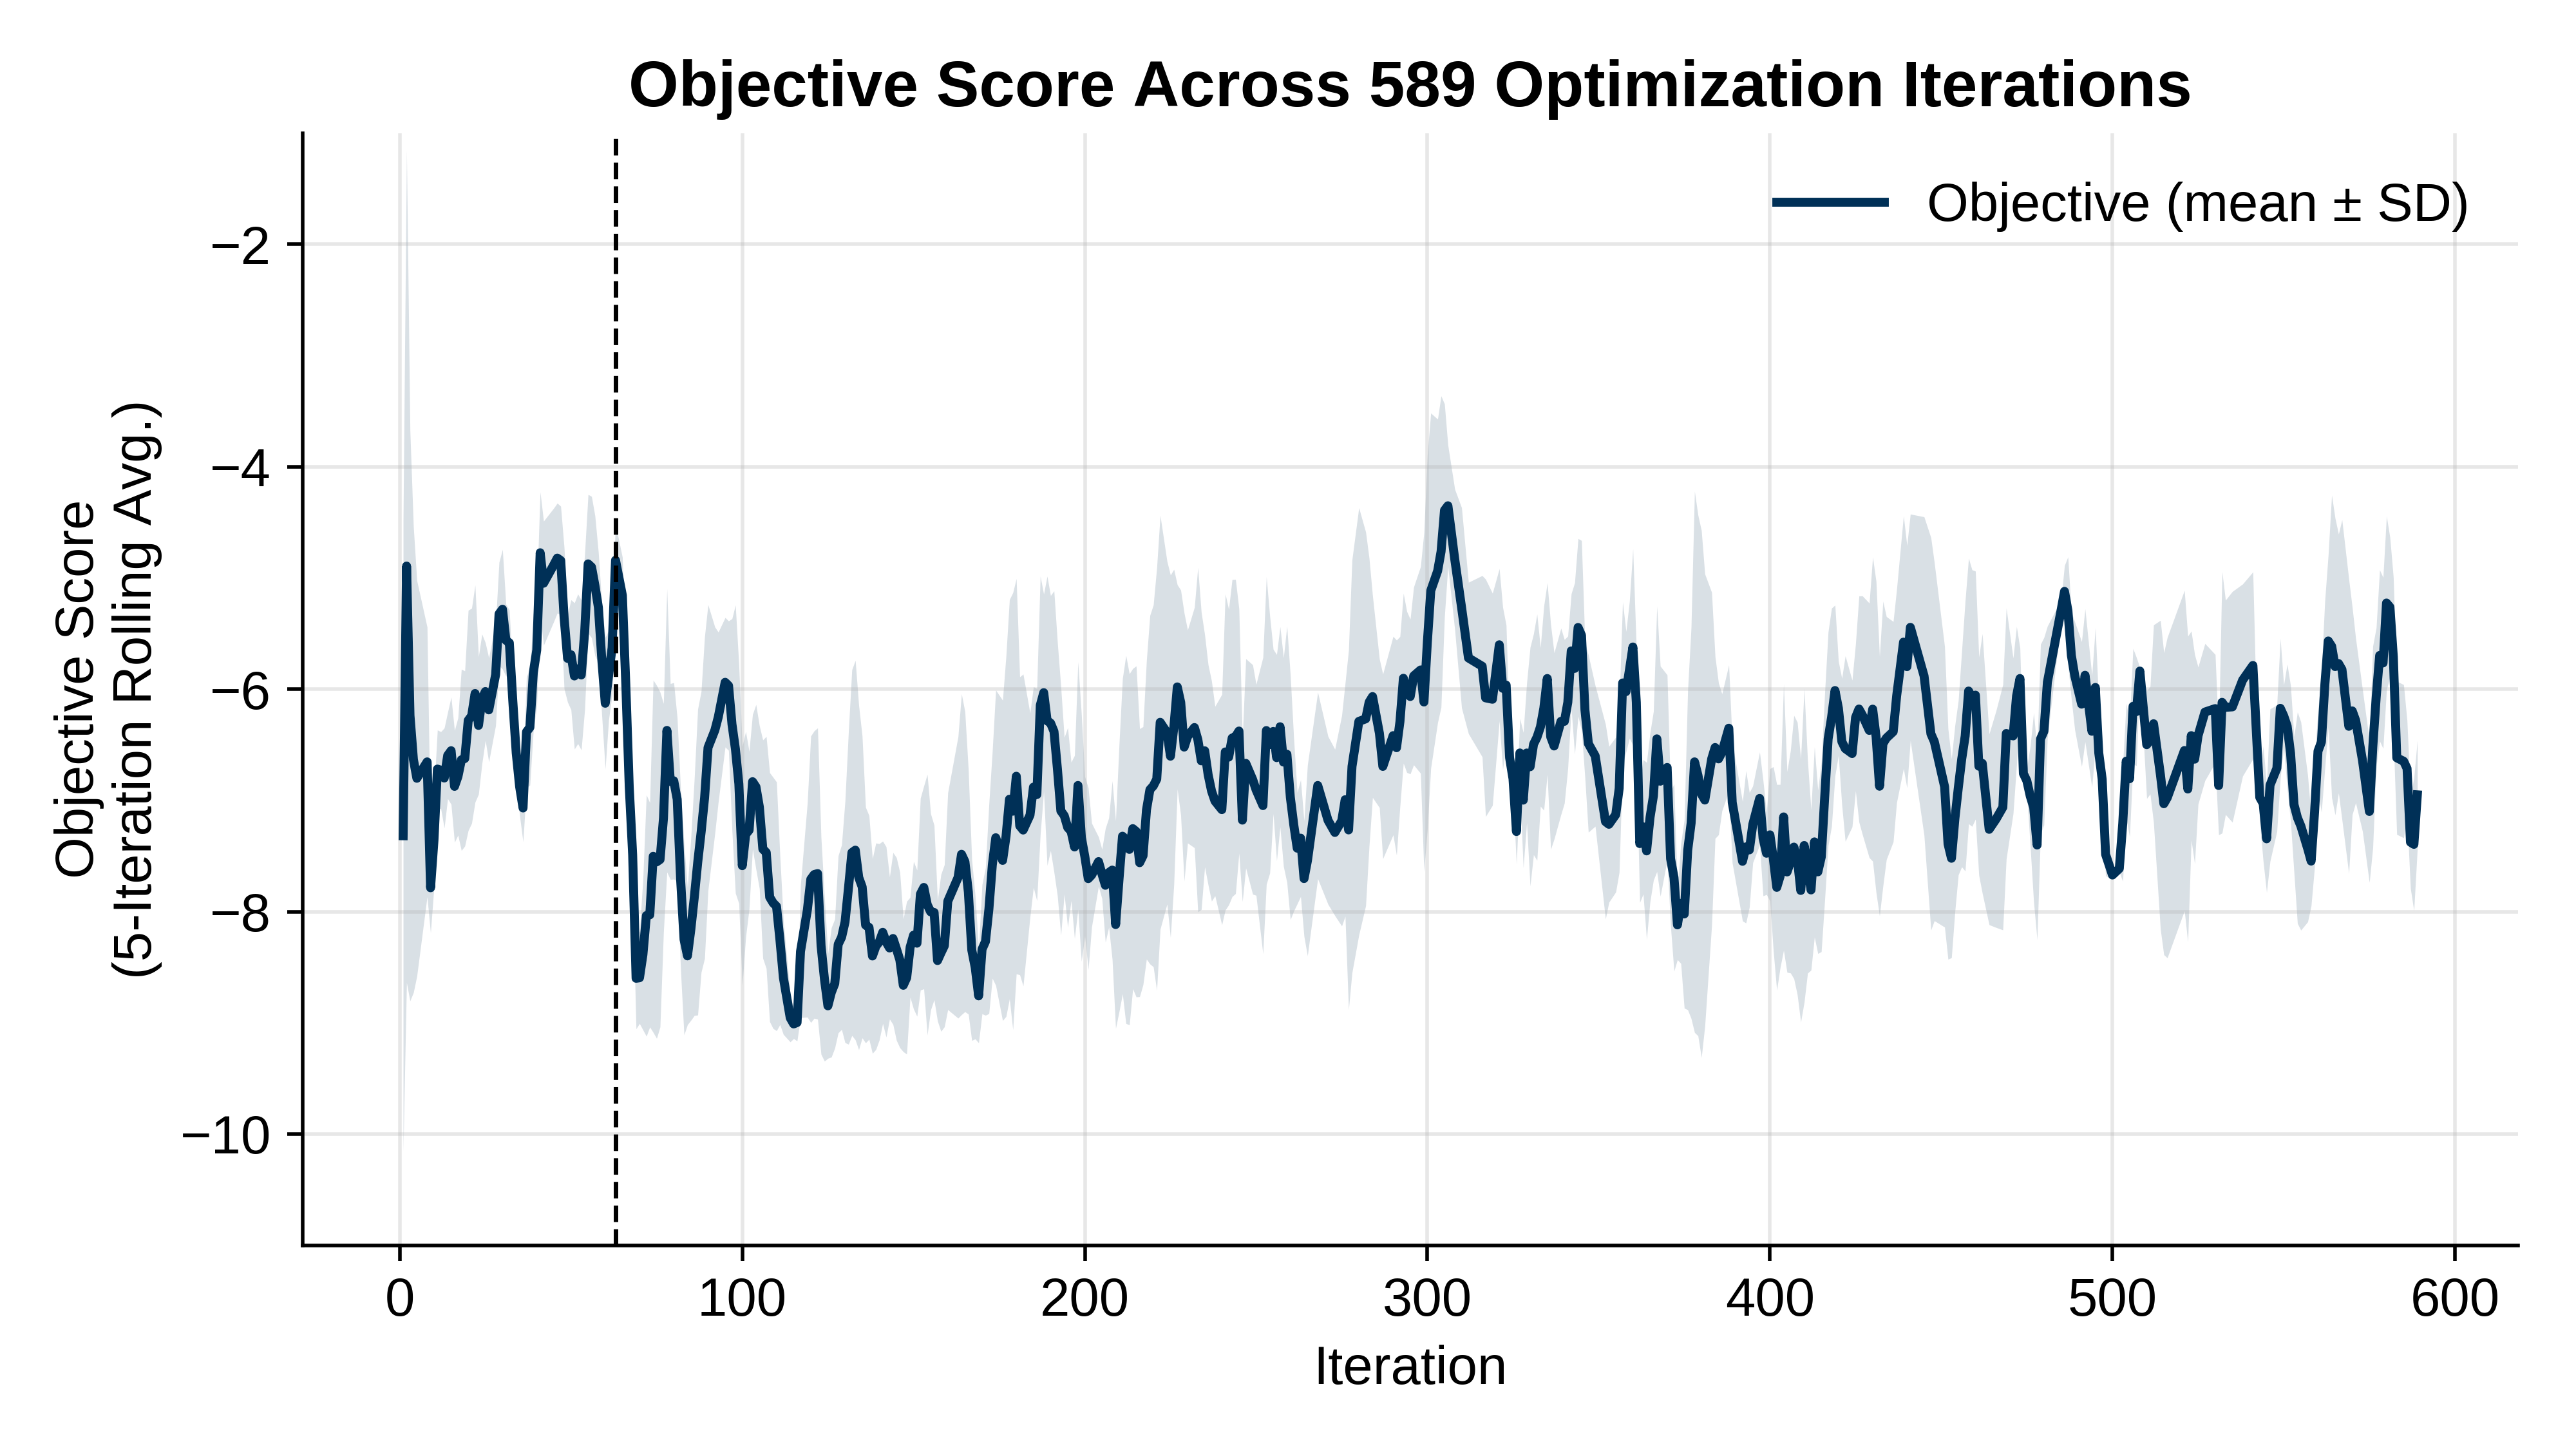 Objective Score Across 589 Optimization Iterations
Objective (mean ± SD)
Objective Score
(5-Iteration Rolling Avg.)
−2
−4
−6
−8
−10
0 100 200 300 400 500 600
Iteration